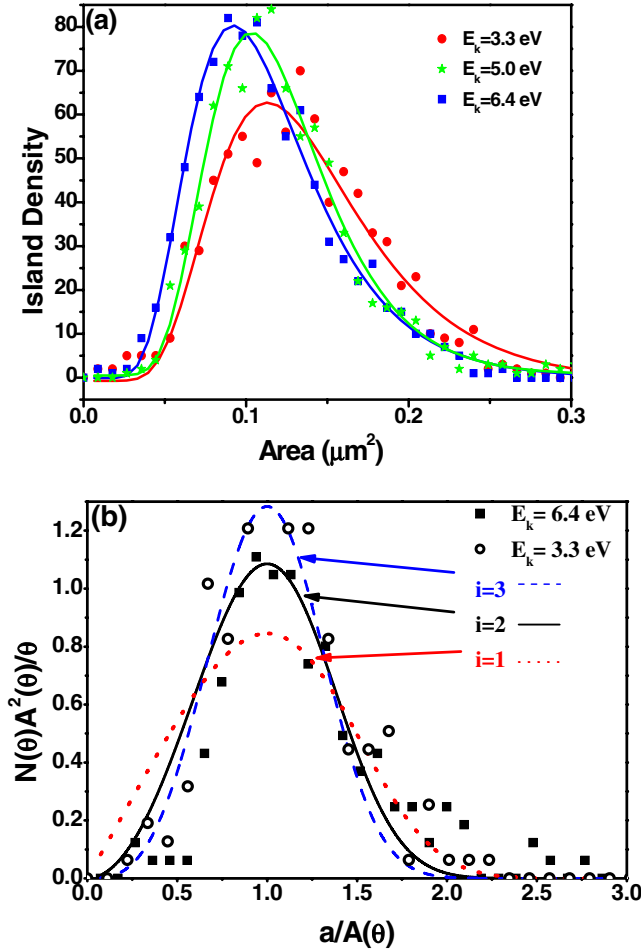 (a)
E_k=3.3 eV
E_k=5.0 eV
E_k=6.4 eV
Island Density
80
70
60
50
40
30
20
10
0
0.0 0.1 0.2 0.3
Area (μm²)
(b)
E_k= 6.4 eV
E_k= 3.3 eV
i=3
i=2
i=1
N(θ)A²(θ)/θ
1.2
1.0
0.8
0.6
0.4
0.2
0.0
0.0 0.5 1.0 1.5 2.0 2.5 3.0
a/A(θ)